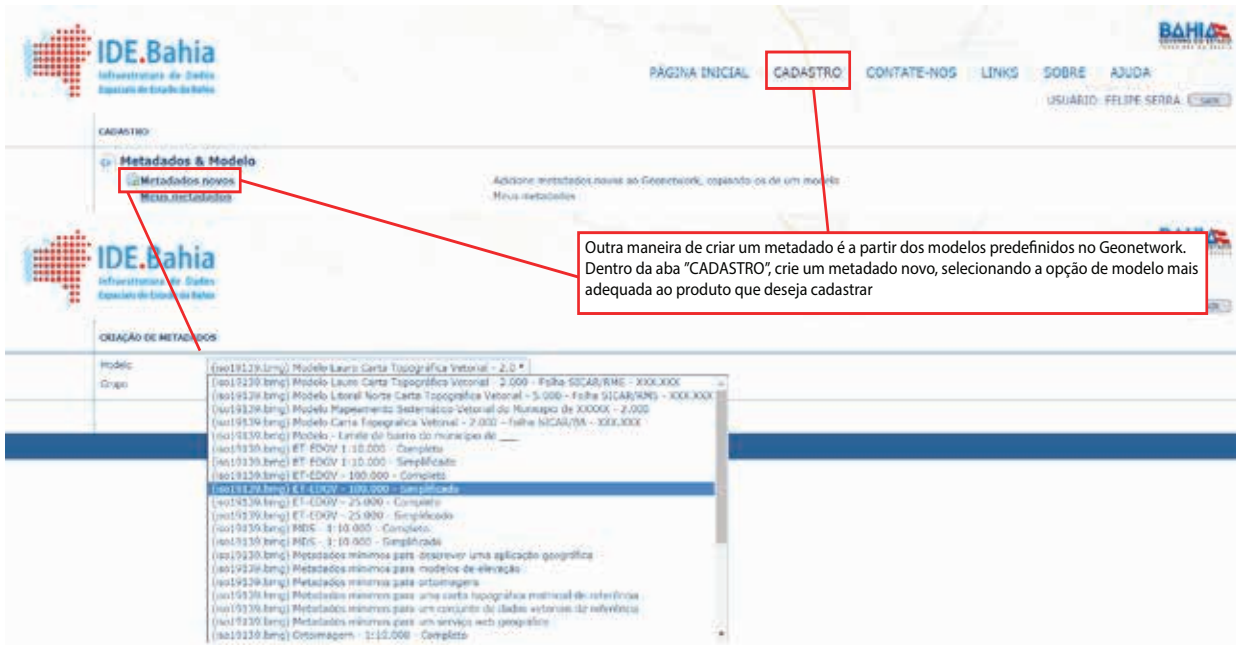 IDE.Bahia
Infraestrutura de Dados
Espaciais do Estado da Bahia
BAHIA
GOVERNO DO ESTADO
PÁGINA INICIAL CADASTRO CONTATE-NOS LINKS SOBRE AJUDA
USUÁRIO: FELIPE SERRA
CADASTRO
Metadados & Modelo
Metadados novos
Adicione metadados novos ao Geonetwork, copiando-os de um modelo
Meus metadados
Meus metadados
Outra maneira de criar um metadado é a partir dos modelos predefinidos no Geonetwork.
Dentro da aba "CADASTRO", crie um metadado novo, selecionando a opção de modelo mais
adequada ao produto que deseja cadastrar
IDE.Bahia
Infraestrutura de Dados
Espaciais do Estado da Bahia
CRIAÇÃO DE METADADOS
Modelo
(iso19139.bmg) Modelo Lauro Carta Topográfica Vetorial - 2.0
Grupo
(iso19139.bmg) Modelo Lauro Carta Topográfica Vetorial - 2.000 - Folha SICAR/RMS - XXX.XXX
(iso19139.bmg) Modelo Litoral Norte Carta Topográfica Vetorial - 5.000 - Folha SICAR/RMS - XXX.XXX
(iso19139.bmg) Modelo Mapeamento Sistemático Vetorial do Município de XXXXX - 2.000
(iso19139.bmg) Modelo Carta Topográfica Vetorial - 2.000 - Folha SICAR/BA - XXX.XXX
(iso19139.bmg) Modelo - Limite de bairro do município de ___
(iso19139.bmg) ET-EDGV 1:10.000 - Completo
(iso19139.bmg) ET-EDGV 1:10.000 - Simplificado
(iso19139.bmg) ET-EDGV - 100.000 - Completo
(iso19139.bmg) ET-EDGV - 100.000 - Simplificado
(iso19139.bmg) ET-EDGV - 25.000 - Completo
(iso19139.bmg) ET-EDGV - 25.000 - Simplificado
(iso19139.bmg) MDS - 1:10.000 - Completo
(iso19139.bmg) MDS - 1:10.000 - Simplificado
(iso19139.bmg) Metadados mínimos para descrever uma aplicação geográfica
(iso19139.bmg) Metadados mínimos para modelos de elevação
(iso19139.bmg) Metadados mínimos para ortoimagens
(iso19139.bmg) Metadados mínimos para uma carta topográfica matricial de referência
(iso19139.bmg) Metadados mínimos para um conjunto de dados vetoriais de referência
(iso19139.bmg) Metadados mínimos para um serviço web geográfico
(iso19139.bmg) Ortoimagem - 1:10.000 - Completo